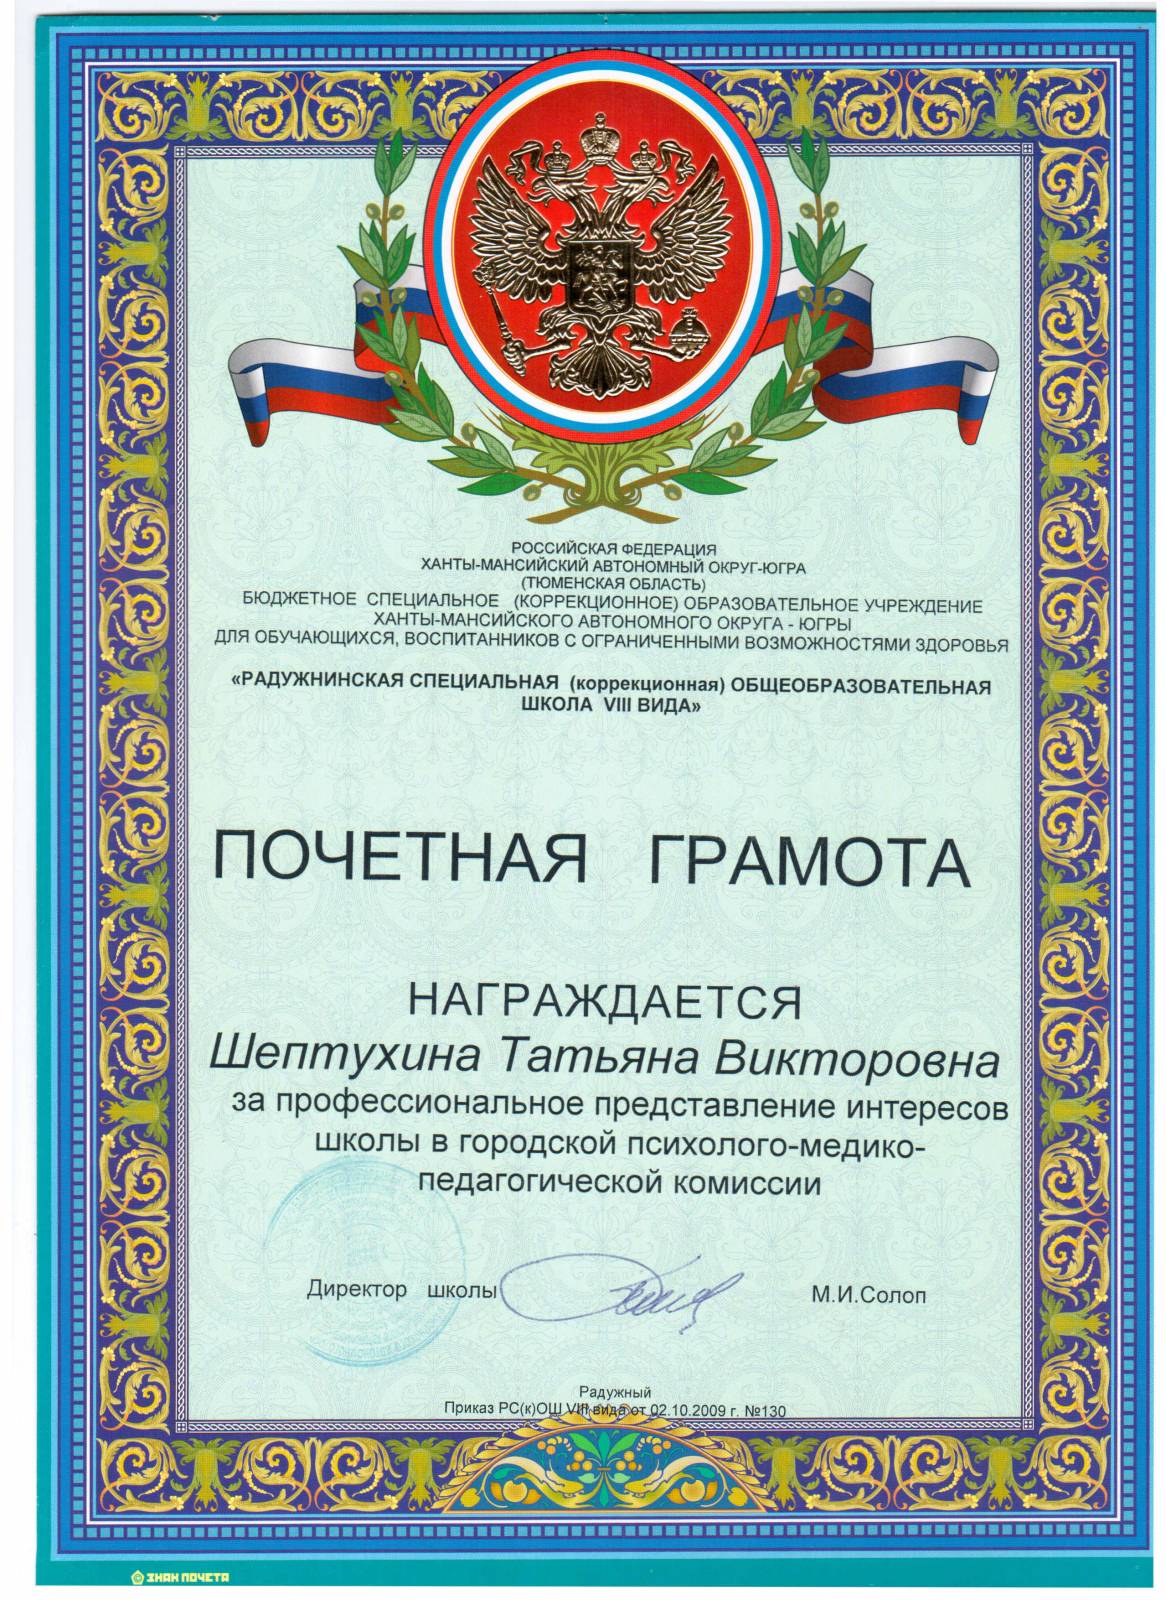 РОССИЙСКАЯ ФЕДЕРАЦИЯ
ХАНТЫ-МАНСИЙСКИЙ АВТОНОМНЫЙ ОКРУГ-ЮГРА
(ТЮМЕНСКАЯ ОБЛАСТЬ)
БЮДЖЕТНОЕ СПЕЦИАЛЬНОЕ (КОРРЕКЦИОННОЕ) ОБРАЗОВАТЕЛЬНОЕ УЧРЕЖДЕНИЕ
ХАНТЫ-МАНСИЙСКОГО АВТОНОМНОГО ОКРУГА - ЮГРЫ
ДЛЯ ОБУЧАЮЩИХСЯ, ВОСПИТАННИКОВ С ОГРАНИЧЕННЫМИ ВОЗМОЖНОСТЯМИ ЗДОРОВЬЯ
«РАДУЖНИНСКАЯ СПЕЦИАЛЬНАЯ (коррекционная) ОБЩЕОБРАЗОВАТЕЛЬНАЯ
ШКОЛА VIII ВИДА»
ПОЧЕТНАЯ ГРАМОТА
НАГРАЖДАЕТСЯ
Шептухина Татьяна Викторовна
за профессиональное представление интересов
школы в городской психолого-медико-
педагогической комиссии
Директор школы М.И.Солоп
Радужный
Приказ РС(к)ОШ VIII вида от 02.10.2009 г. №130
ЗНАК ПОЧЕТА